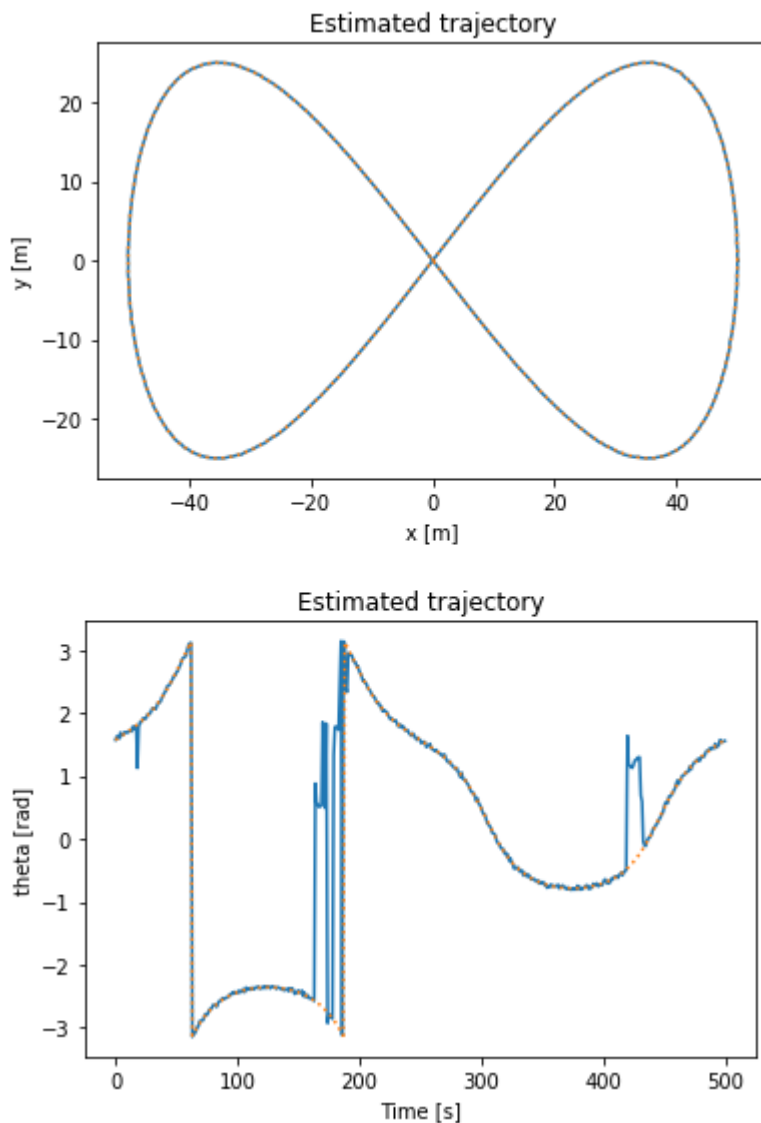 Estimated trajectory
20
10
0
−10
−20
y [m]
−40 −20 0 20 40
x [m]
Estimated trajectory
3
2
1
0
−1
−2
−3
theta [rad]
0 100 200 300 400 500
Time [s]